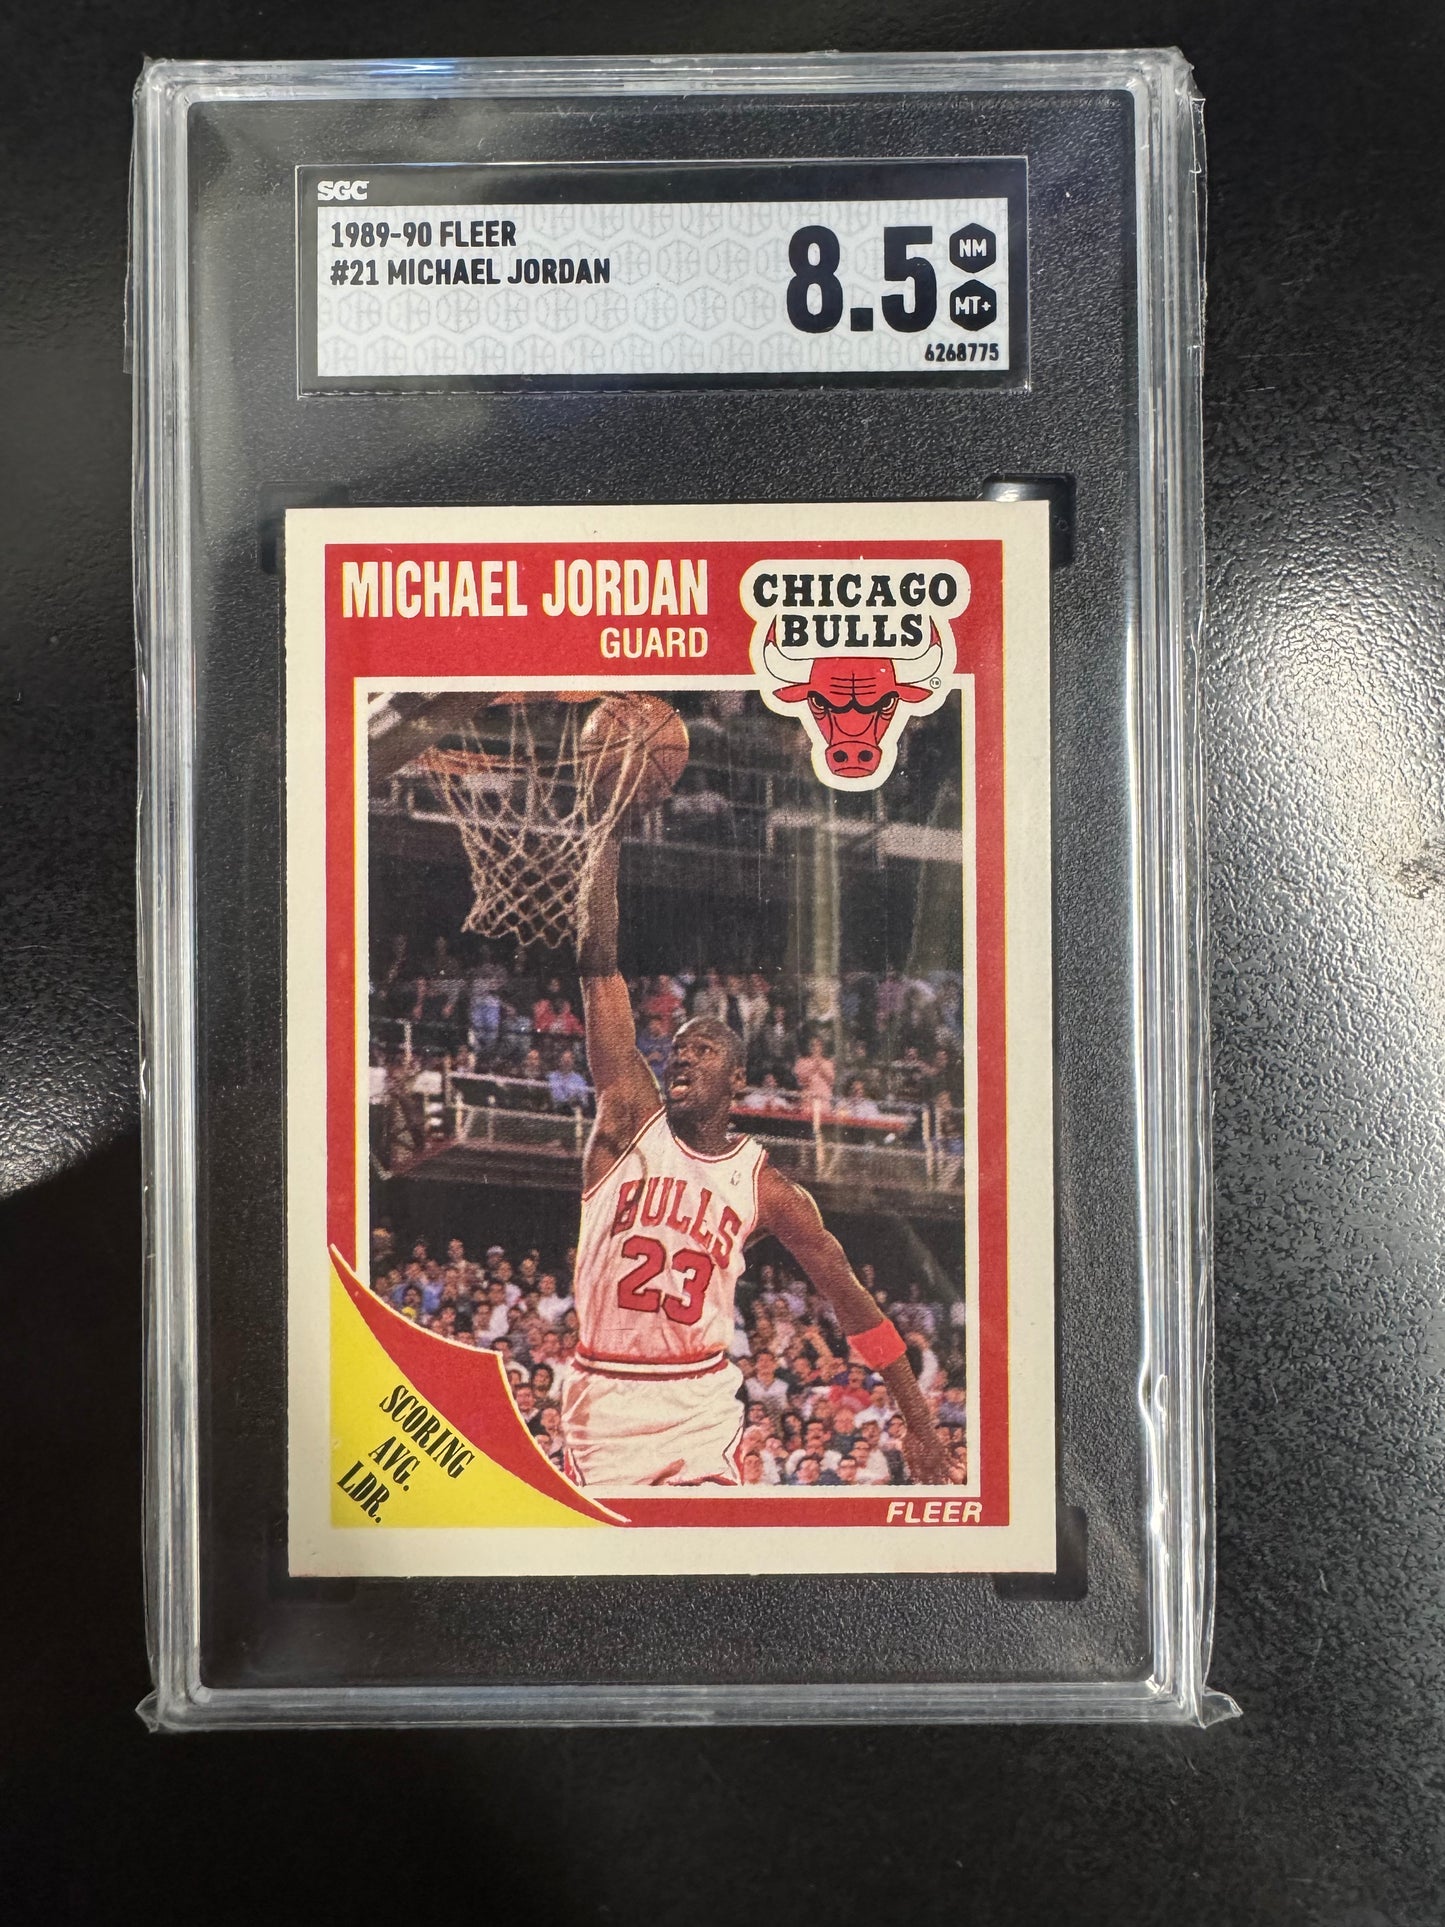 SGC
1989-90 FLEER
#21 MICHAEL JORDAN
8.5
NM
MT+
6268775
MICHAEL JORDAN
GUARD
CHICAGO
BULLS
BULLS
23
SCORING
AVG.
LDR.
FLEER